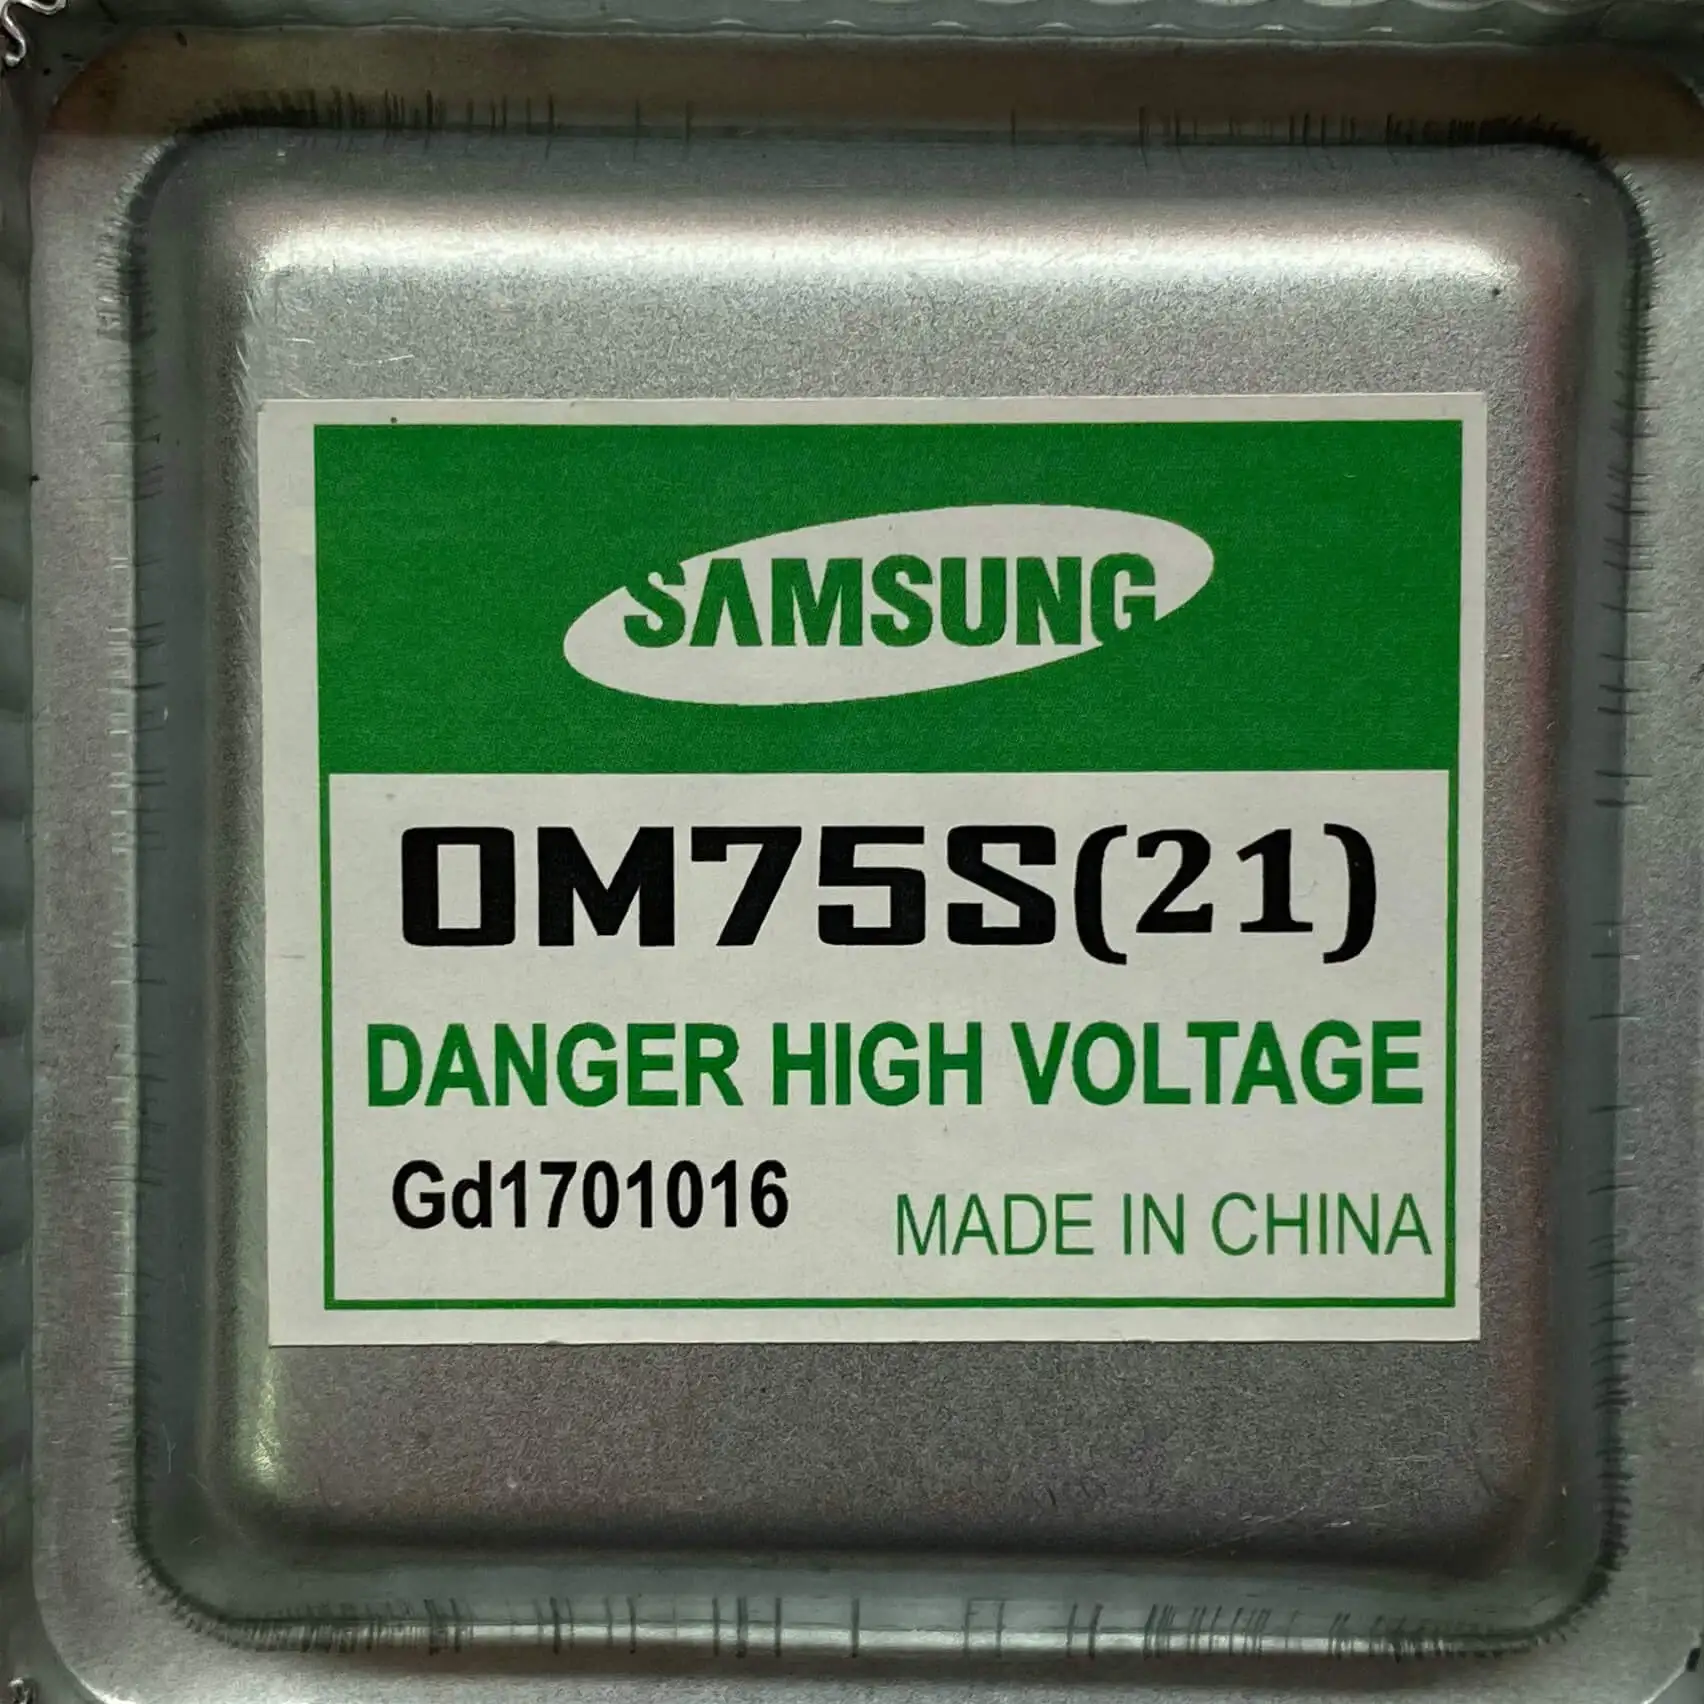 SAMSUNG
OM75S(21)
DANGER HIGH VOLTAGE
Gd1701016
MADE IN CHINA